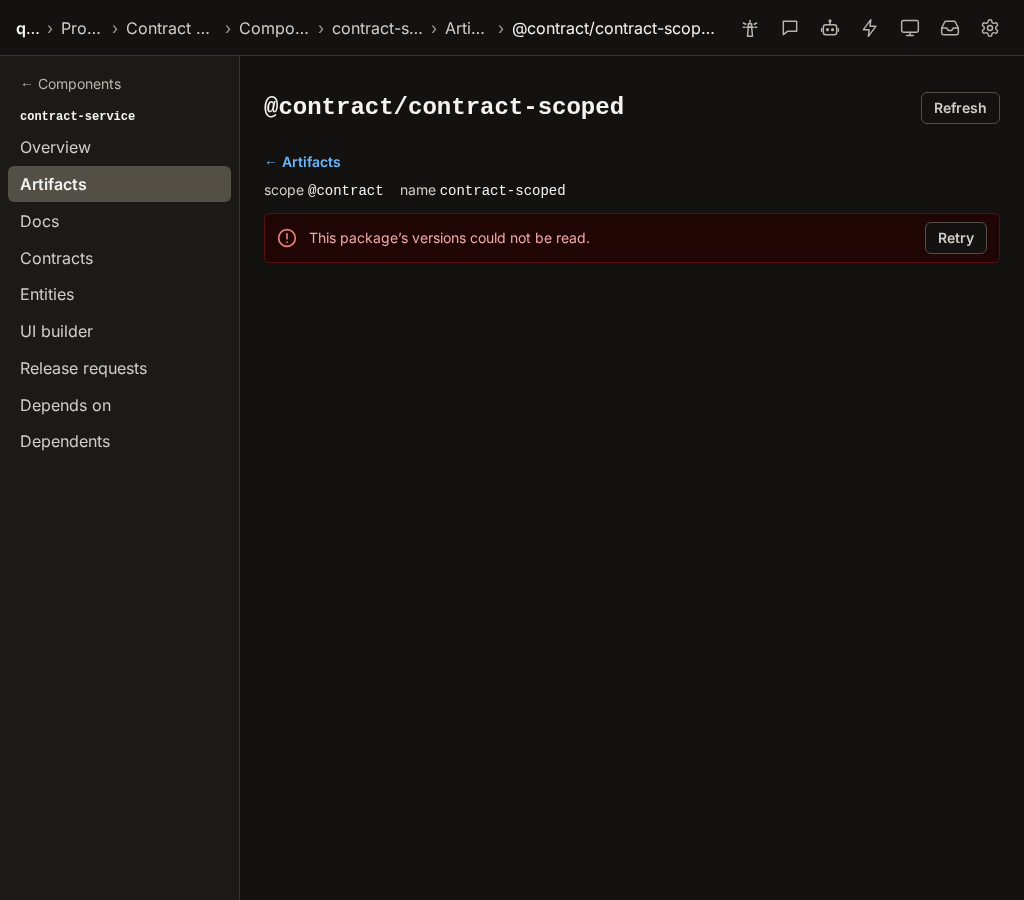 q... › Pro... › Contract ... › Compo... › contract-s... › Arti... › @contract/contract-scop...
← Components
contract-service
Overview
Artifacts
Docs
Contracts
Entities
UI builder
Release requests
Depends on
Dependents
@contract/contract-scoped
Refresh
← Artifacts
scope @contract name contract-scoped
This package’s versions could not be read.
Retry